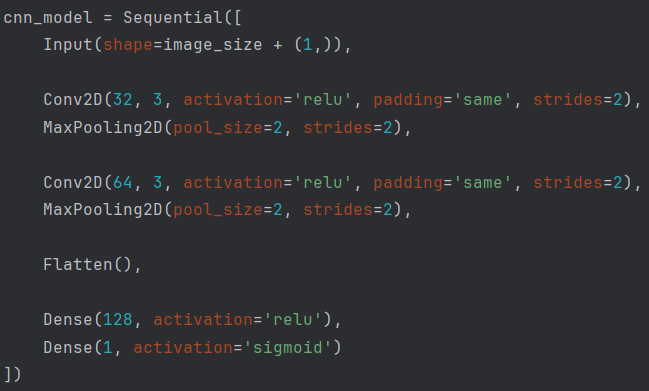 cnn_model = Sequential([
    Input(shape=image_size + (1,)),

    Conv2D(32, 3, activation='relu', padding='same', strides=2),
    MaxPooling2D(pool_size=2, strides=2),

    Conv2D(64, 3, activation='relu', padding='same', strides=2),
    MaxPooling2D(pool_size=2, strides=2),

    Flatten(),

    Dense(128, activation='relu'),
    Dense(1, activation='sigmoid')
])